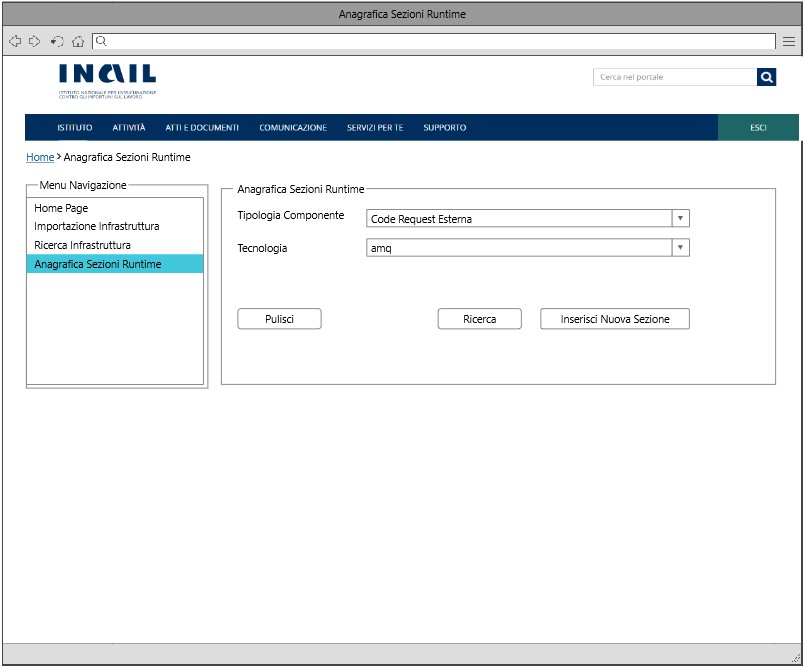 Anagrafica Sezioni Runtime
INAIL
ISTITUTO NAZIONALE PER L'ASSICURAZIONE
CONTRO GLI INFORTUNI SUL LAVORO
Cerca nel portale
ISTITUTO ATTIVITÀ ATTI E DOCUMENTI COMUNICAZIONE SERVIZI PER TE SUPPORTO ESCI
Home > Anagrafica Sezioni Runtime
Menu Navigazione
Home Page
Importazione Infrastruttura
Ricerca Infrastruttura
Anagrafica Sezioni Runtime
Anagrafica Sezioni Runtime
Tipologia Componente Code Request Esterna
Tecnologia amq
Pulisci Ricerca Inserisci Nuova Sezione